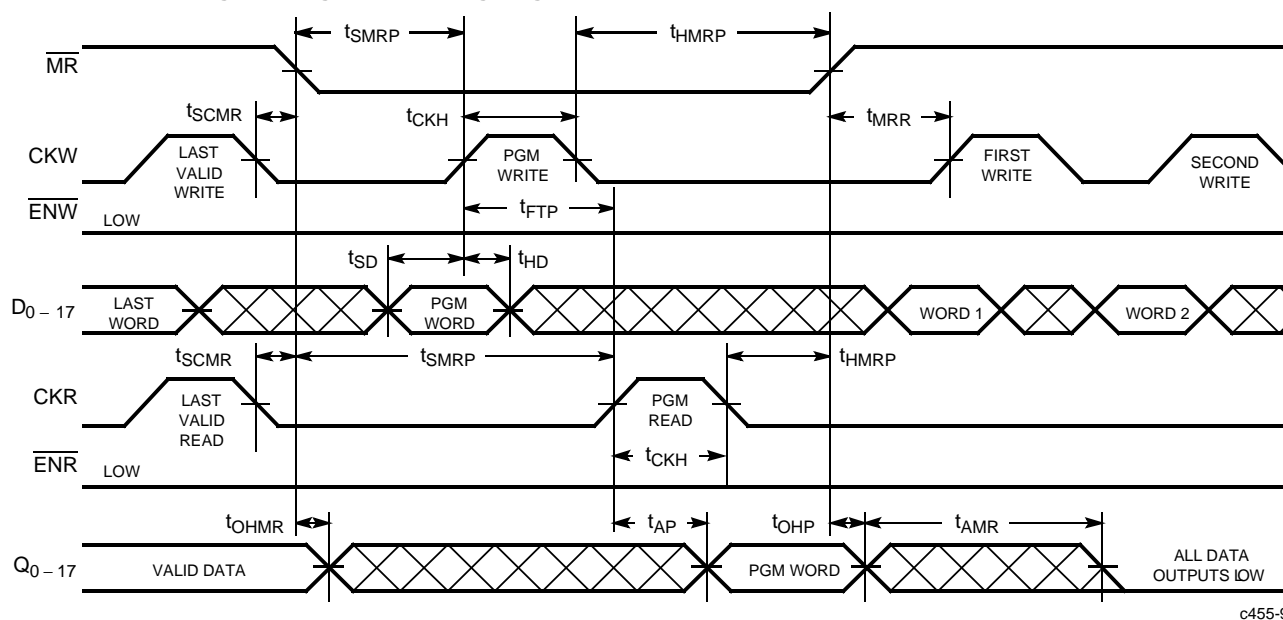 tSMRP tHMRP
MR
tSCMR tCKH tMRR
CKW LAST VALID WRITE PGM WRITE FIRST WRITE SECOND WRITE
ENW LOW tFTP
tSD tHD
D0 – 17 LAST WORD PGM WORD WORD 1 WORD 2
tSCMR tSMRP tHMRP
CKR LAST VALID READ PGM READ
ENR LOW tCKH
tOHMR tAP tOHP tAMR
Q0 – 17 VALID DATA PGM WORD ALL DATA OUTPUTS LOW
c455-9